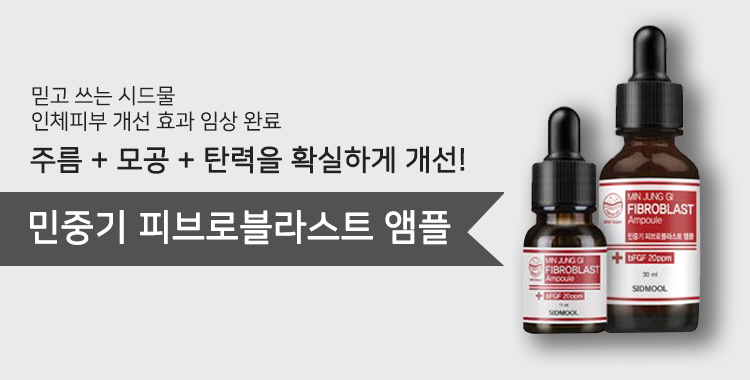 믿고 쓰는 시드물
인체피부 개선 효과 임상 완료
주름 + 모공 + 탄력을 확실하게 개선!
민중기 피브로블라스트 앰플
MIN JUNG GI
FIBROBLAST
Ampoule
민중기 피브로블라스트 앰플
bFGF 20ppm
30 ml
SIDMOOL
MIN JUNG GI
FIBROBLAST
Ampoule
bFGF 20ppm
SIDMOOL